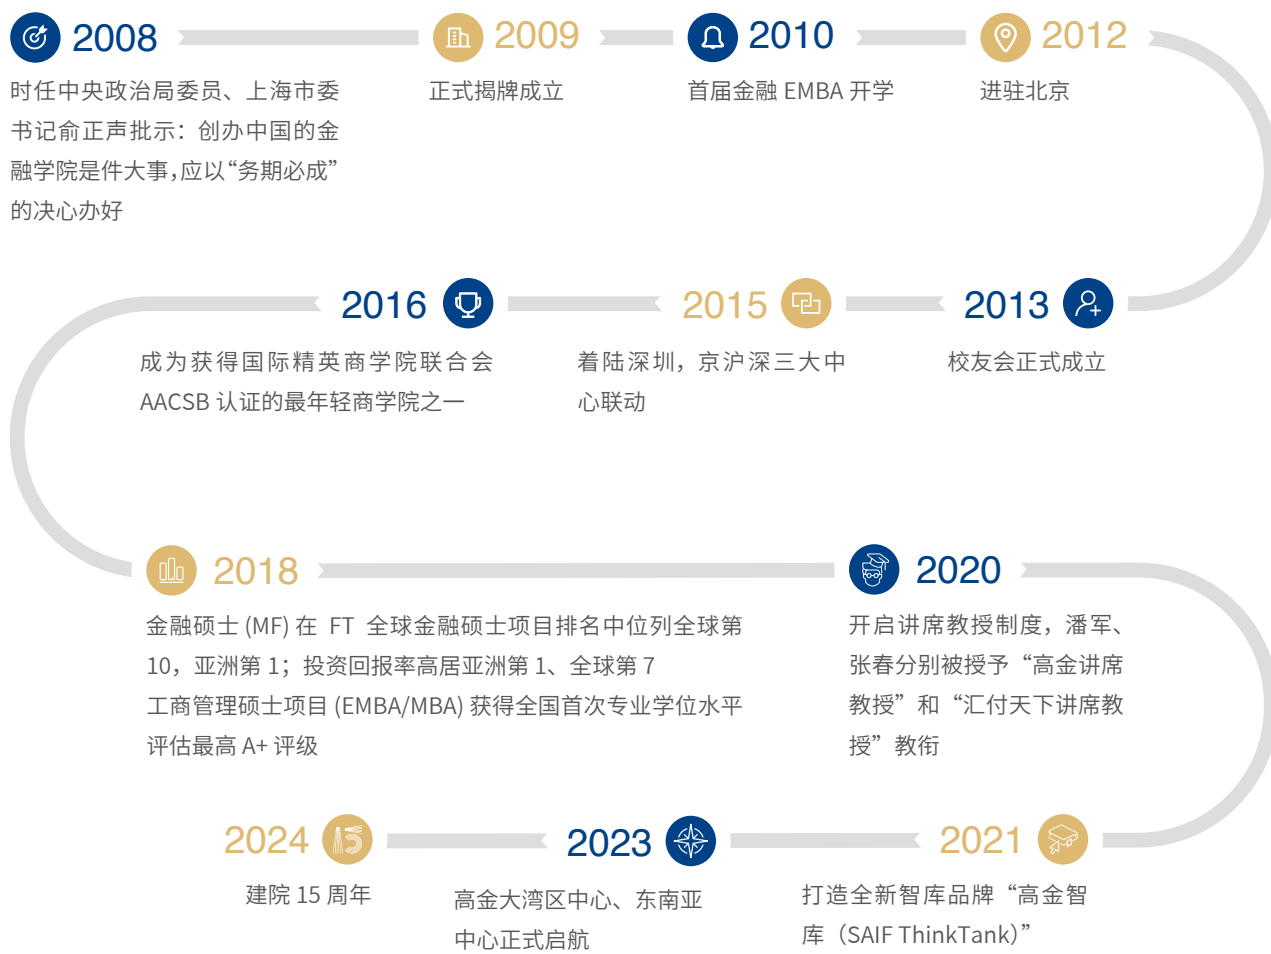 2008
时任中央政治局委员、上海市委
书记俞正声批示：创办中国的金
融学院是件大事，应以“务期必成”
的决心办好
2009
正式揭牌成立
2010
首届金融 EMBA 开学
2012
进驻北京
2013
校友会正式成立
2015
着陆深圳，京沪深三大中
心联动
2016
成为获得国际精英商学院联合会
AACSB 认证的最年轻商学院之一
2018
金融硕士 (MF) 在 FT 全球金融硕士项目排名中位列全球第
10，亚洲第 1；投资回报率高居亚洲第 1、全球第 7
工商管理硕士项目 (EMBA/MBA) 获得全国首次专业学位水平
评估最高 A+ 评级
2020
开启讲席教授制度，潘军、
张春分别被授予“高金讲席
教授”和“汇付天下讲席教
授”教衔
2021
打造全新智库品牌“高金智
库（SAIF ThinkTank）”
2023
高金大湾区中心、东南亚
中心正式启航
2024
15
建院 15 周年